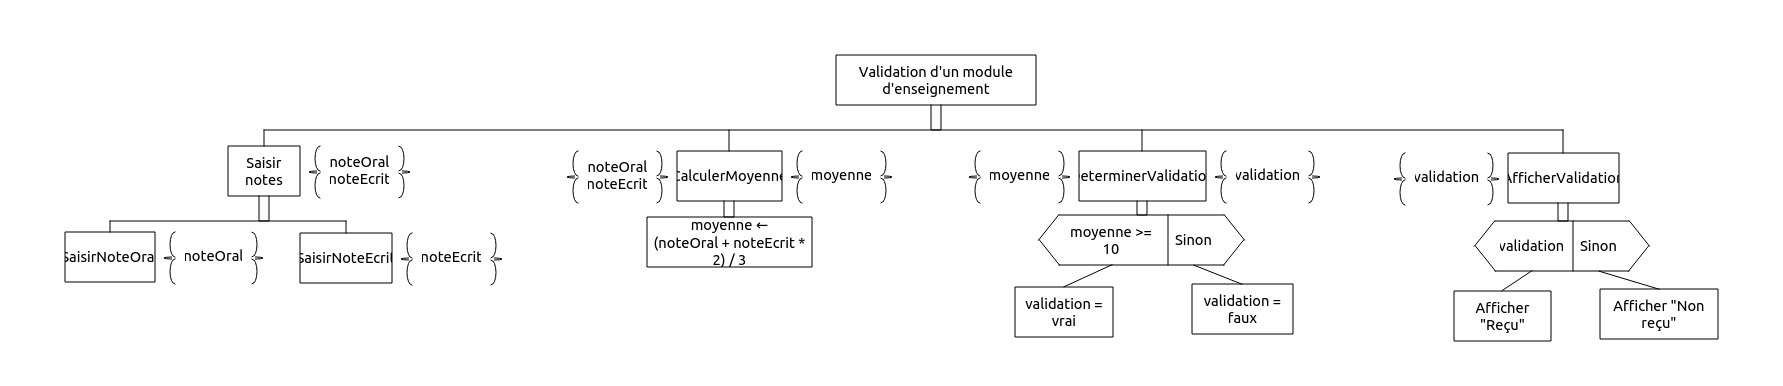 Validation d'un module
d'enseignement
Saisir
notes
noteOral
noteEcrit
noteOral
noteEcrit
CalculerMoyenne
moyenne
moyenne
eterminerValidatio
validation
validation
AfficherValidation
SaisirNoteOra
noteOral
SaisirNoteEcrit
noteEcrit
moyenne ←
(noteOral + noteEcrit *
2) / 3
moyenne >=
10
Sinon
validation
Sinon
validation =
vrai
validation =
faux
Afficher
"Reçu"
Afficher "Non
reçu"